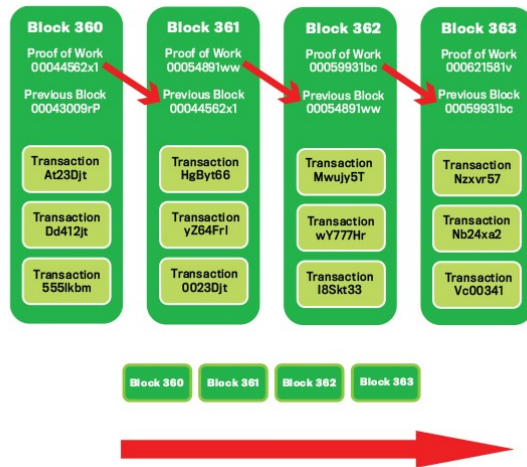 Block 360
Proof of Work
00044562x1
Previous Block
00043009rP
Transaction
At23Djt
Transaction
Dd412jt
Transaction
555lkbm
Block 361
Proof of Work
00054891ww
Previous Block
00044562x1
Transaction
HgByt66
Transaction
yZ64Frl
Transaction
0023Djt
Block 362
Proof of Work
00059931bc
Previous Block
00054891ww
Transaction
Mwujy5T
Transaction
wY777Hr
Transaction
I8Skt33
Block 363
Proof of Work
000621581v
Previous Block
00059931bc
Transaction
Nzxvr57
Transaction
Nb24xa2
Transaction
Vc00341
Block 360
Block 361
Block 362
Block 363